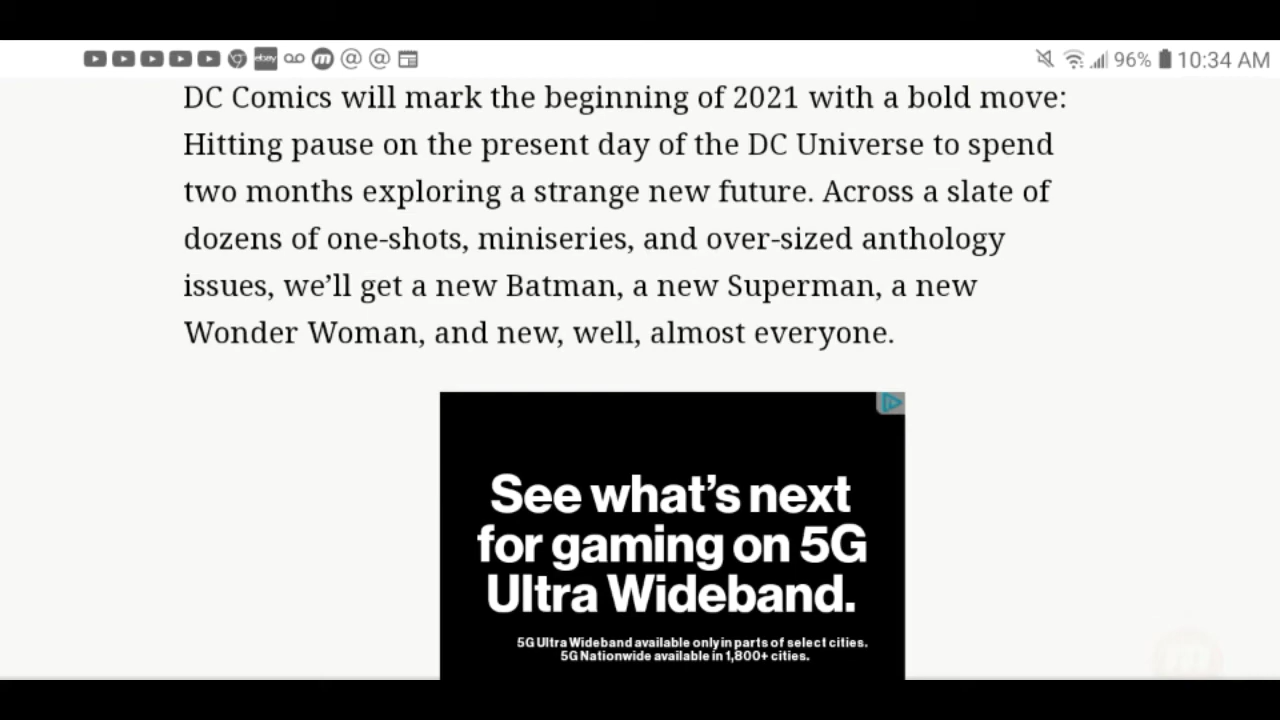 ebay m @ @ 96% 10:34 AM
DC Comics will mark the beginning of 2021 with a bold move:
Hitting pause on the present day of the DC Universe to spend
two months exploring a strange new future. Across a slate of
dozens of one-shots, miniseries, and over-sized anthology
issues, we’ll get a new Batman, a new Superman, a new
Wonder Woman, and new, well, almost everyone.
See what’s next
for gaming on 5G
Ultra Wideband.
5G Ultra Wideband available only in parts of select cities.
5G Nationwide available in 1,800+ cities.
m